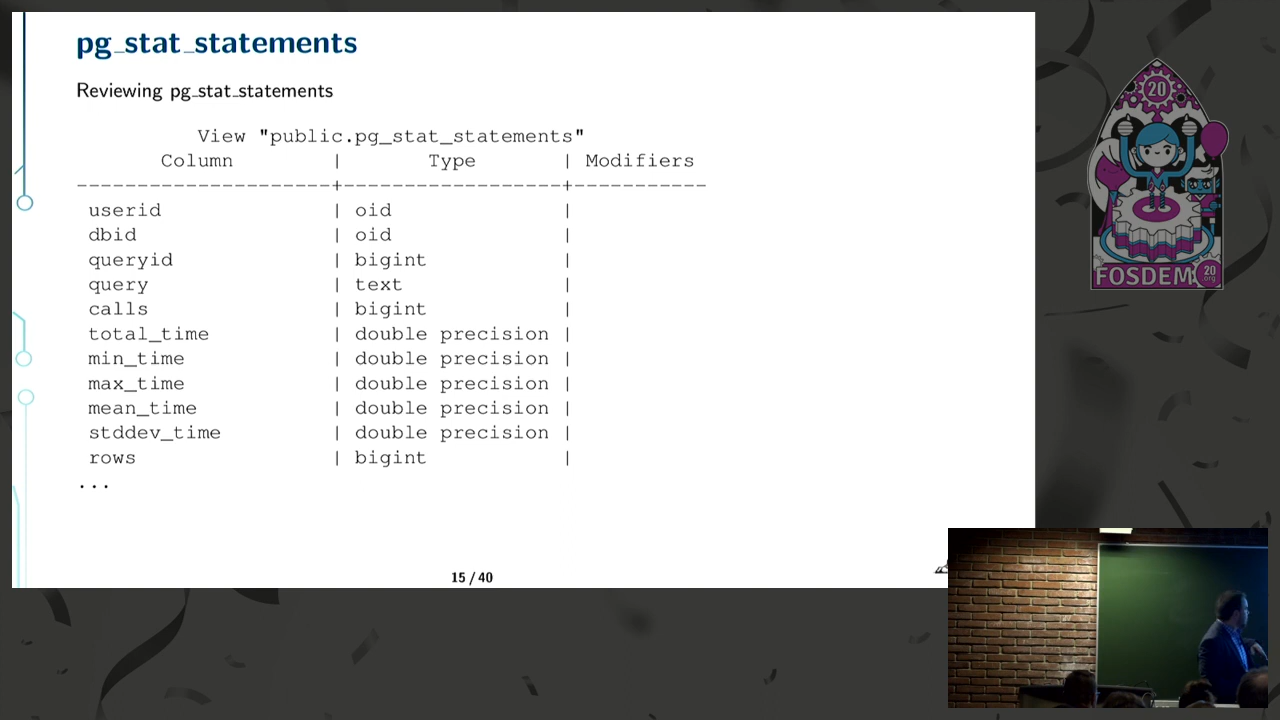 pg_stat_statements
Reviewing pg_stat_statements
View "public.pg_stat_statements"
Column | Type | Modifiers
----------------------+-------------------+-----------
userid | oid |
dbid | oid |
queryid | bigint |
query | text |
calls | bigint |
total_time | double precision |
min_time | double precision |
max_time | double precision |
mean_time | double precision |
stddev_time | double precision |
rows | bigint |
...
15 / 40
20
FOSDEM
20
.org